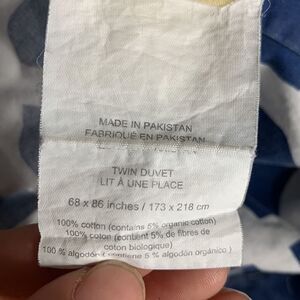 MADE IN PAKISTAN
FABRIQUÉ EN PAKISTAN
TWIN DUVET
LIT À UNE PLACE
68 x 86 inches / 173 x 218 cm
100% cotton (contains 5% organic cotton)
100% coton (contient 5% de fibres de
coton biologique)
100 % algodón (contiene 5 % algodón orgánico )